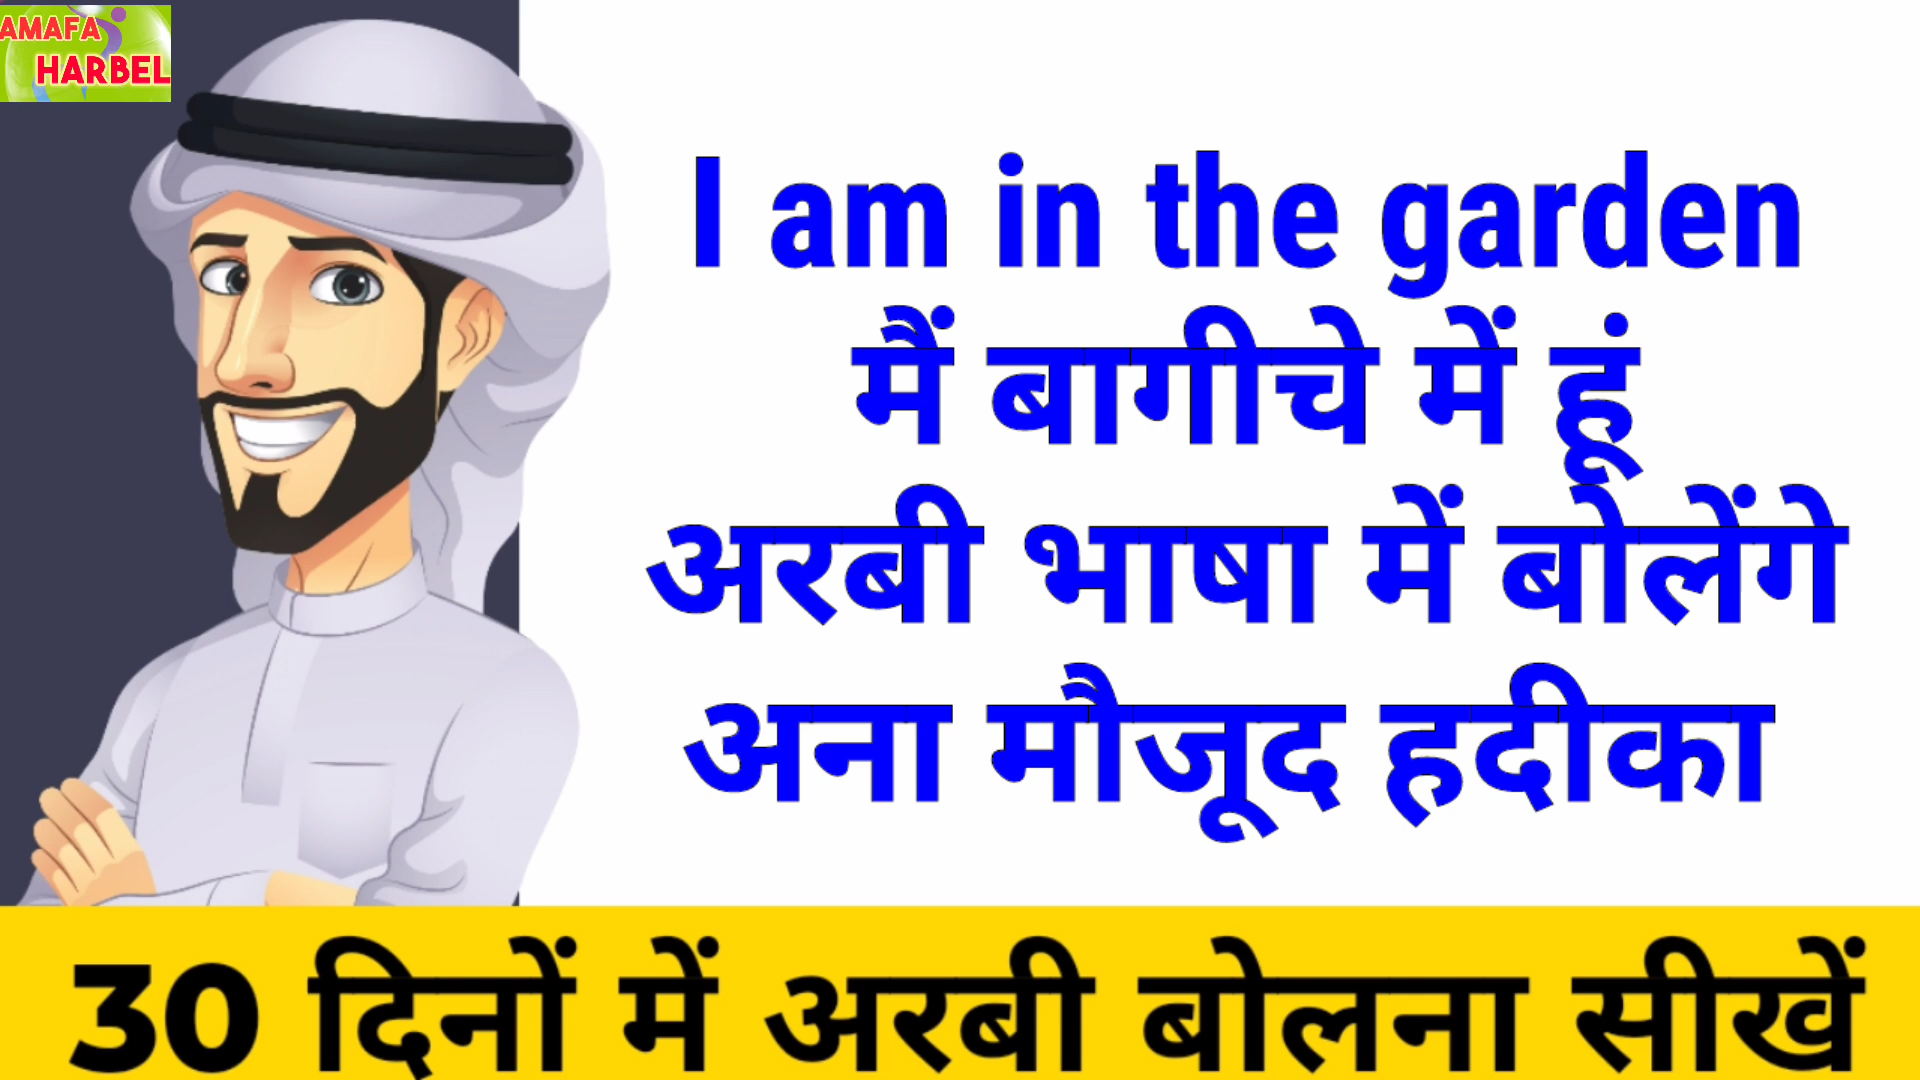 AMAFA
HARBEL
I am in the garden
मैं बागीचे में हूं
अरबी भाषा में बोलेंगे
अना मौजूद हदीका
30 दिनों में अरबी बोलना सीखें